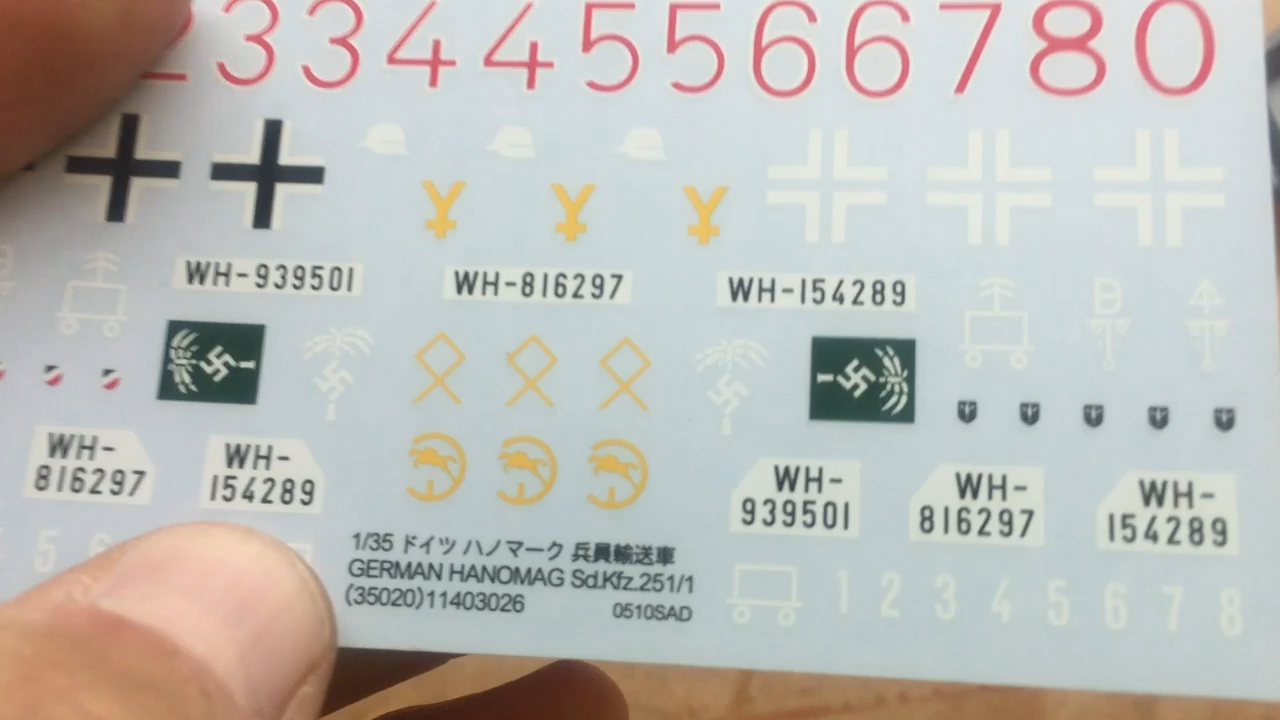 2 3 3 4 4 5 5 6 6 7 8 0
WH-939501 WH-816297 WH-154289
B
WH-
816297
WH-
154289
WH-
939501
WH-
816297
WH-
154289
5 6
1/35 ドイツ ハノマーク 兵員輸送車
GERMAN HANOMAG Sd.Kfz.251/1
(35020)11403026 0510SAD
1 2 3 4 5 6 7 8